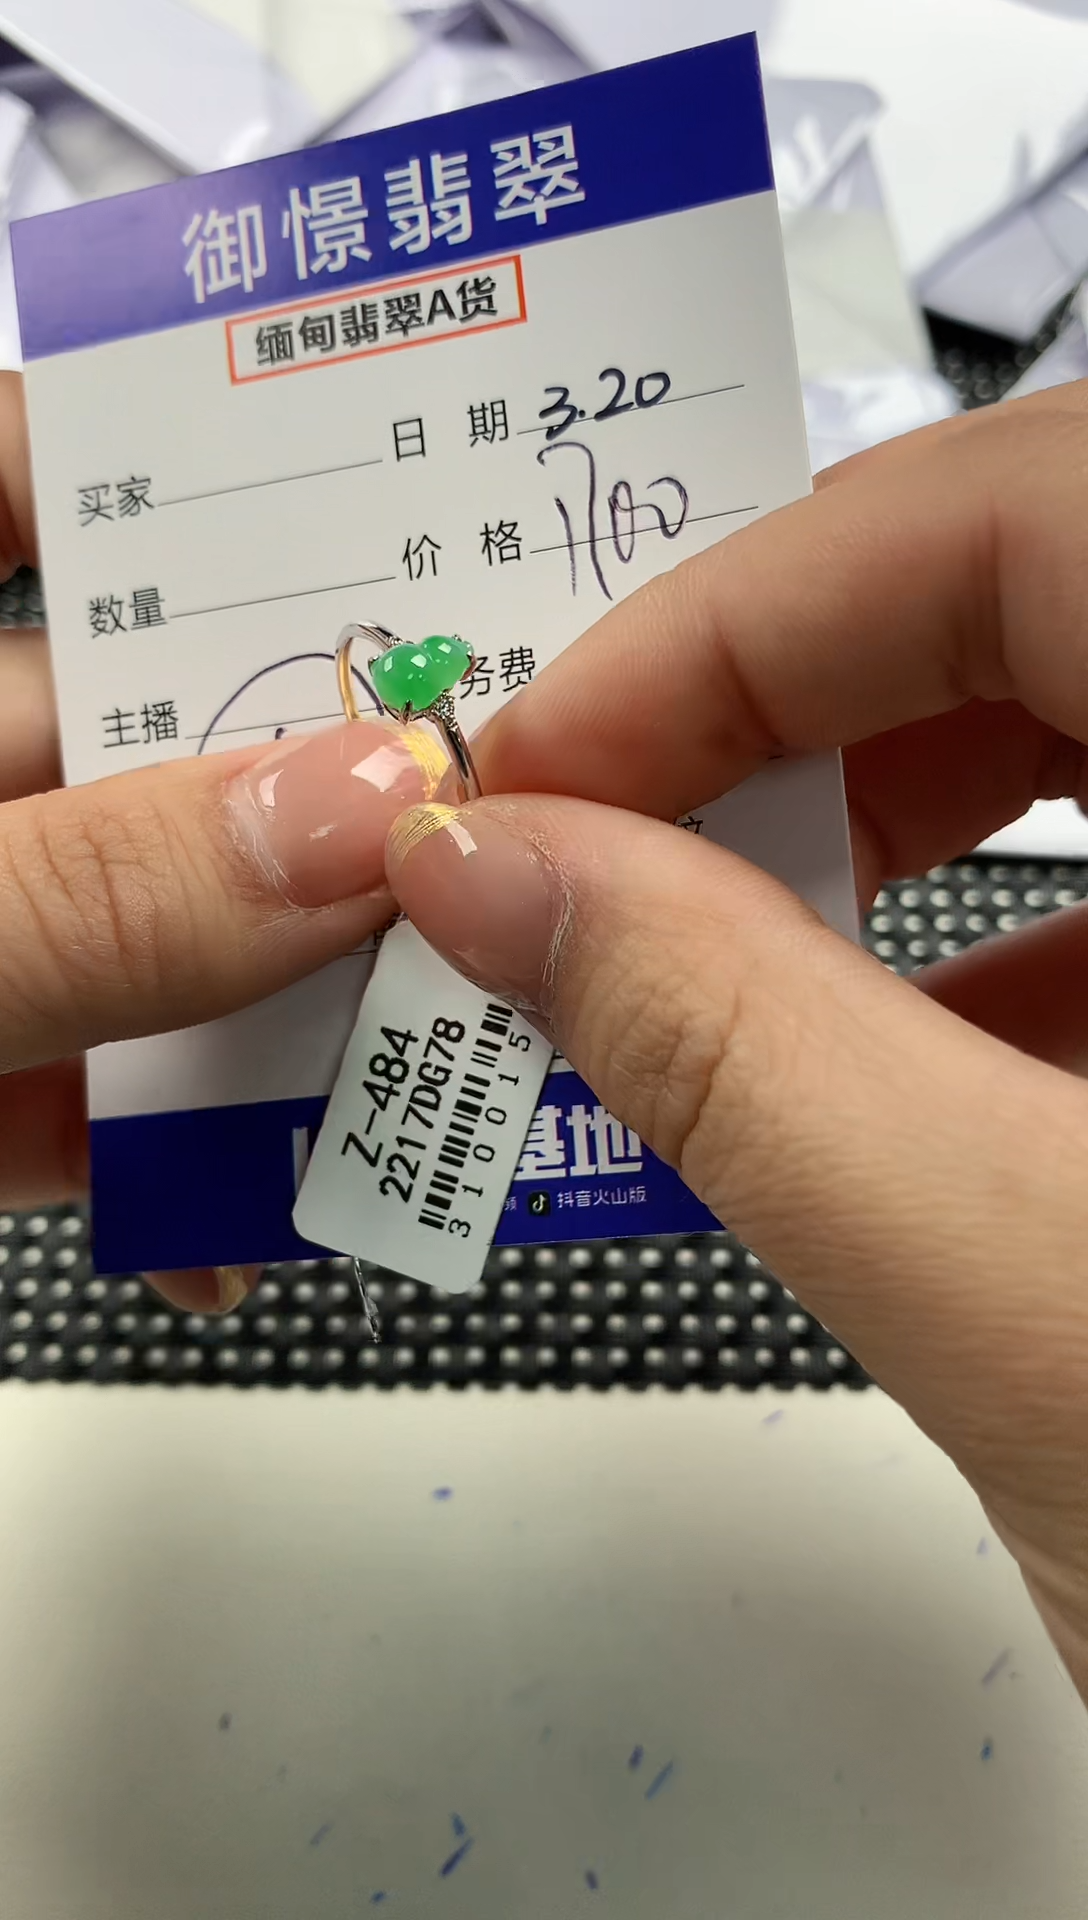 御憬翡翠
缅甸翡翠A货
买家 日 期 3.20
数量 价 格 1700
主播 务费
Z-484
2217DG78
310015
基地
抖音火山版